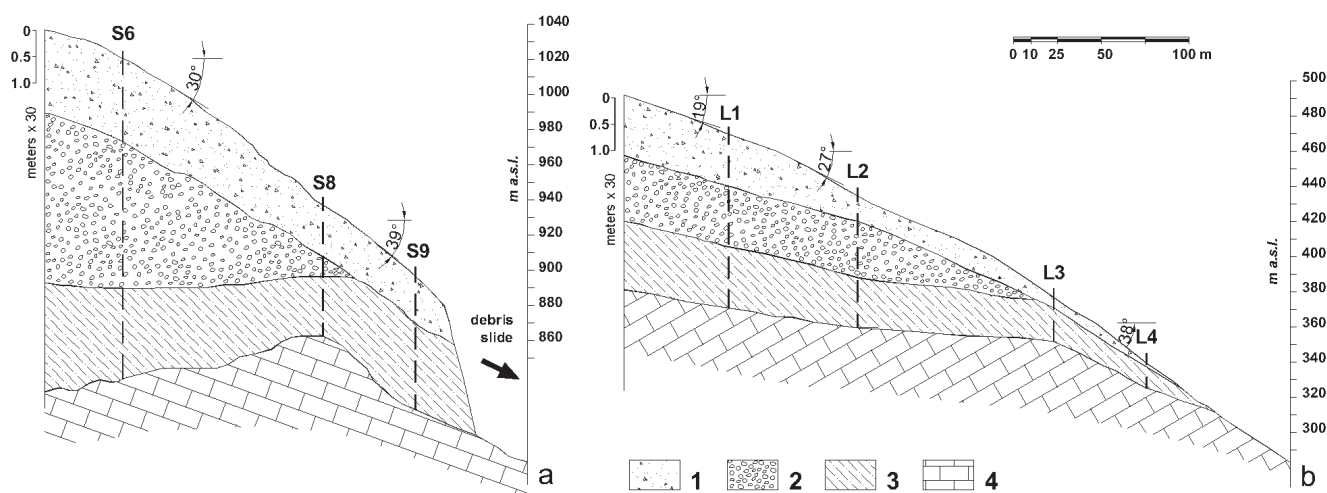 0
0.5
1.0
meters x 30
S6
30°
S8
39°
S9
debris
slide
1040
1020
1000
980
960
940
920
900
880
860
m a.s.l.
a
0
0.5
1.0
meters x 30
19°
L1
27°
L2
L3
38°
L4
0 10 25 50 100 m
500
480
460
440
420
400
380
360
340
320
300
m a.s.l.
b
1 2 3 4